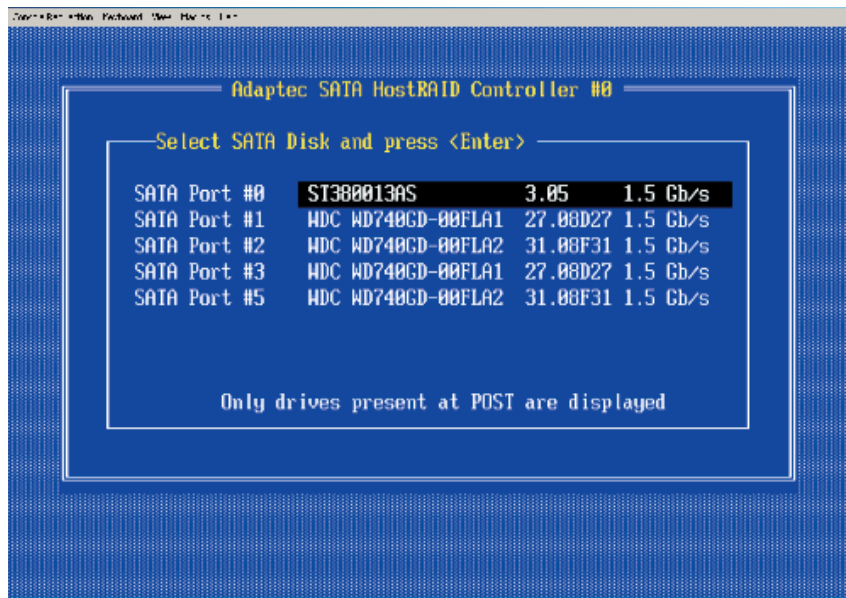 Keyboard View Macros
Adaptec SATA HostRAID Controller #0
Select SATA Disk and press <Enter>
SATA Port #0 ST380013AS 3.05 1.5 Gb/s
SATA Port #1 WDC WD740GD-00FLA1 27.08D27 1.5 Gb/s
SATA Port #2 WDC WD740GD-00FLA2 31.08F31 1.5 Gb/s
SATA Port #3 WDC WD740GD-00FLA1 27.08D27 1.5 Gb/s
SATA Port #5 WDC WD740GD-00FLA2 31.08F31 1.5 Gb/s
Only drives present at POST are displayed